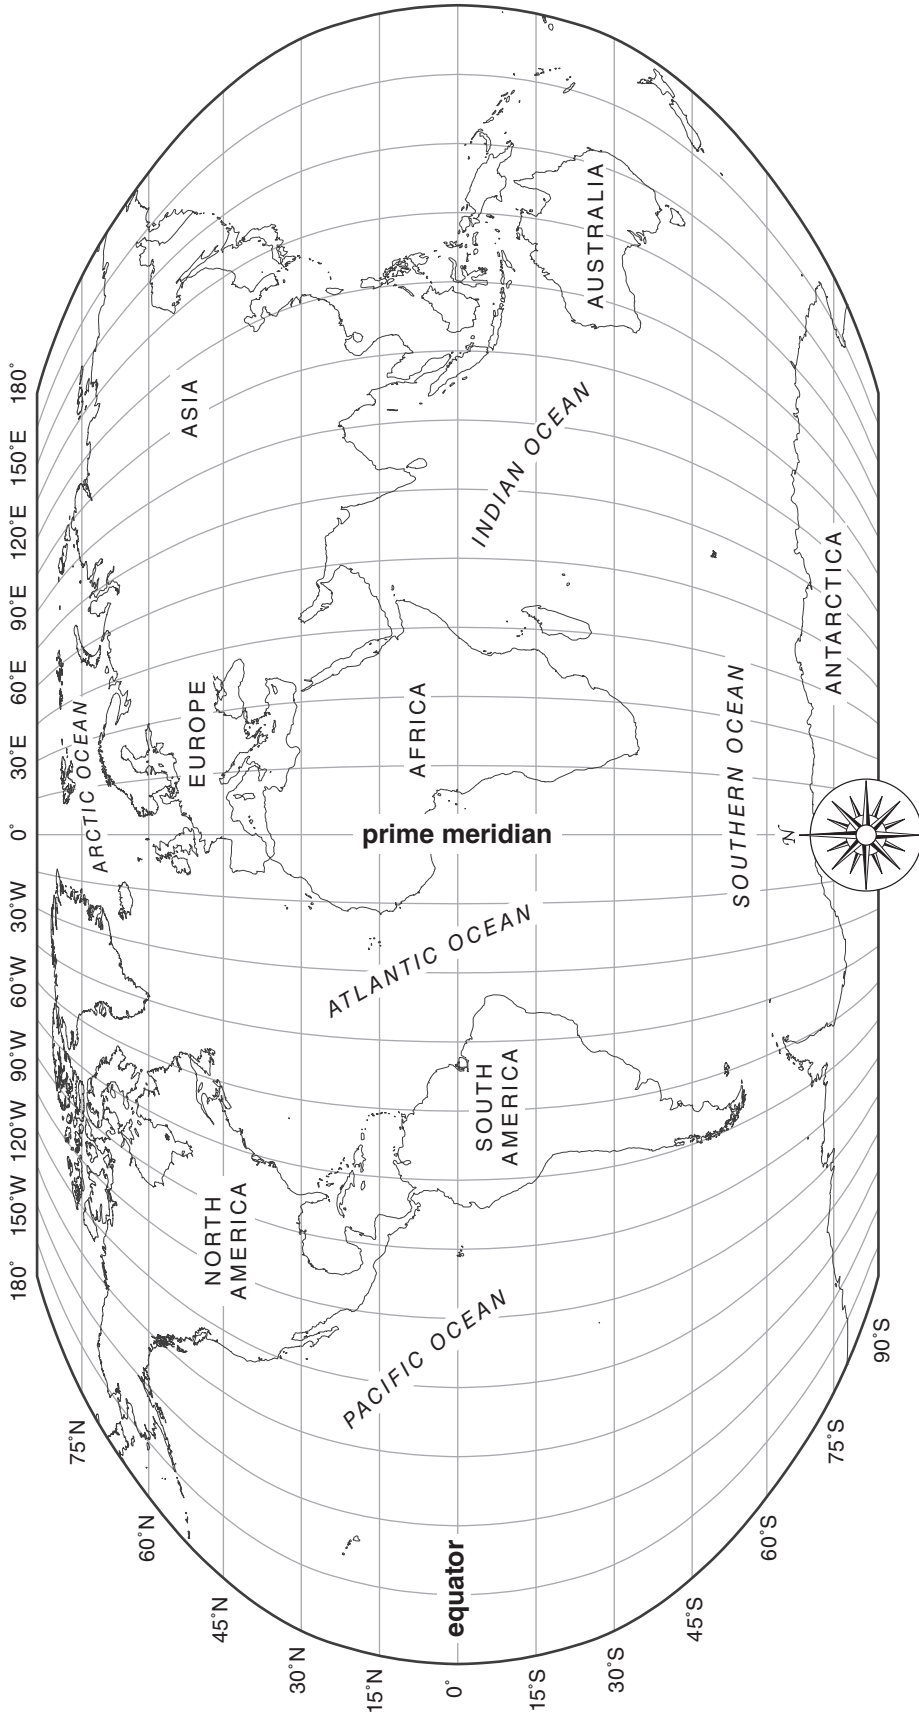 180°
150°W
120°W
90°W
60°W
30°W
0°
30°E
60°E
90°E
120°E
150°E
180°
75°N
60°N
45°N
30°N
15°N
0°
15°S
30°S
45°S
60°S
75°S
90°S
ARCTIC OCEAN
NORTH
AMERICA
EUROPE
ASIA
PACIFIC OCEAN
ATLANTIC OCEAN
AFRICA
prime meridian
equator
SOUTH
AMERICA
INDIAN OCEAN
AUSTRALIA
SOUTHERN OCEAN
ANTARCTICA
N